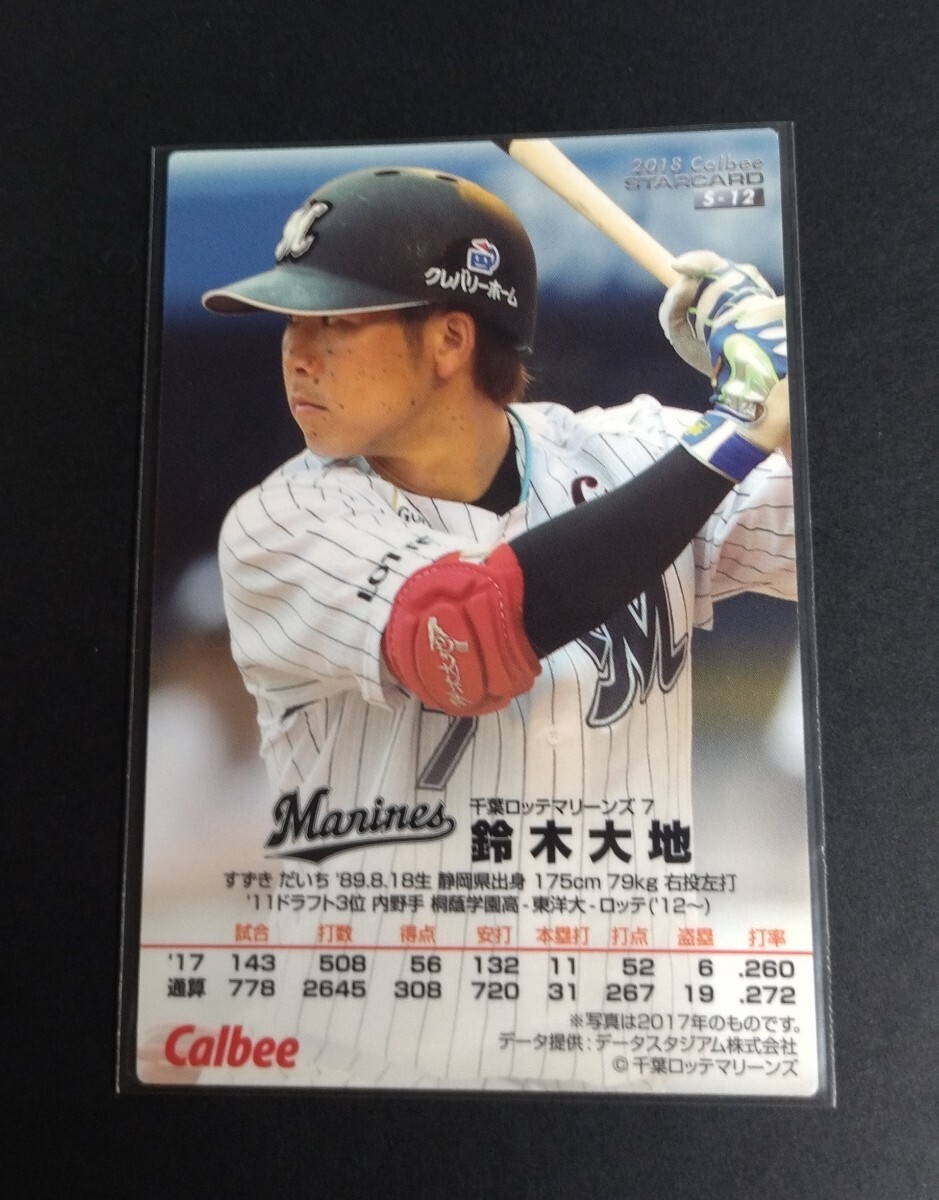 2018 Calbee
STARCARD
S-12
M
クレバリーホーム
LOT
M
7
Marines
千葉ロッテマリーンズ 7
鈴木大地
すずき だいち '89.8.18生 静岡県出身 175cm 79kg 右投左打
'11ドラフト3位 内野手 桐蔭学園高-東洋大-ロッテ('12〜)
試合 打数 得点 安打 本塁打 打点 盗塁 打率
'17 143 508 56 132 11 52 6 .260
通算 778 2645 308 720 31 267 19 .272
※写真は2017年のものです。
Calbee
データ提供:データスタジアム株式会社
©千葉ロッテマリーンズ